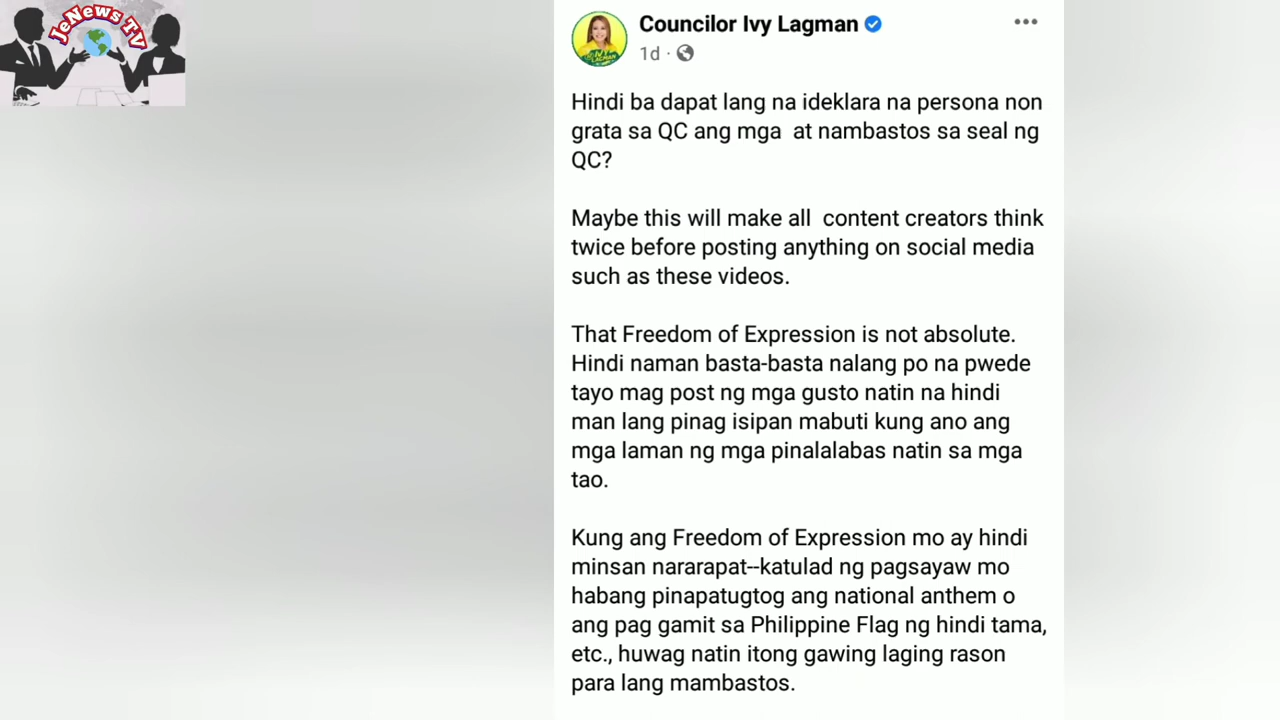 JeNews TV
Councilor Ivy Lagman
1d
Hindi ba dapat lang na ideklara na persona non
grata sa QC ang mga  at nambastos sa seal ng
QC?
Maybe this will make all  content creators think
twice before posting anything on social media
such as these videos.
That Freedom of Expression is not absolute.
Hindi naman basta-basta nalang po na pwede
tayo mag post ng mga gusto natin na hindi
man lang pinag isipan mabuti kung ano ang
mga laman ng mga pinalalabas natin sa mga
tao.
Kung ang Freedom of Expression mo ay hindi
minsan nararapat--katulad ng pagsayaw mo
habang pinapatugtog ang national anthem o
ang pag gamit sa Philippine Flag ng hindi tama,
etc., huwag natin itong gawing laging rason
para lang mambastos.